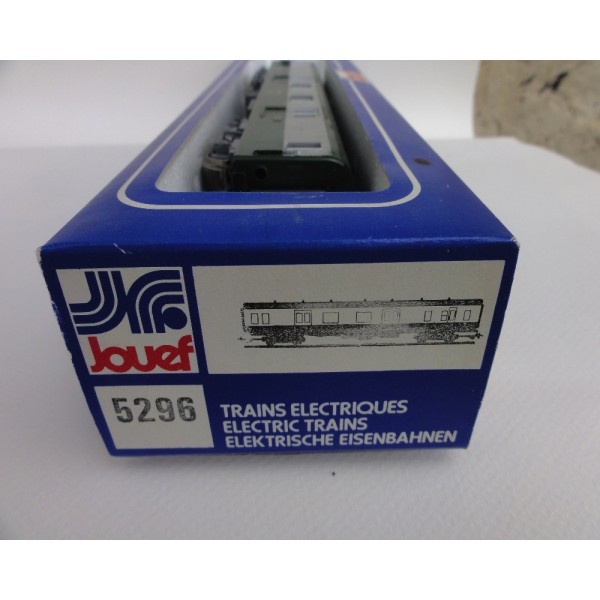 Jouef
5296
TRAINS ELECTRIQUES
ELECTRIC TRAINS
ELEKTRISCHE EISENBAHNEN